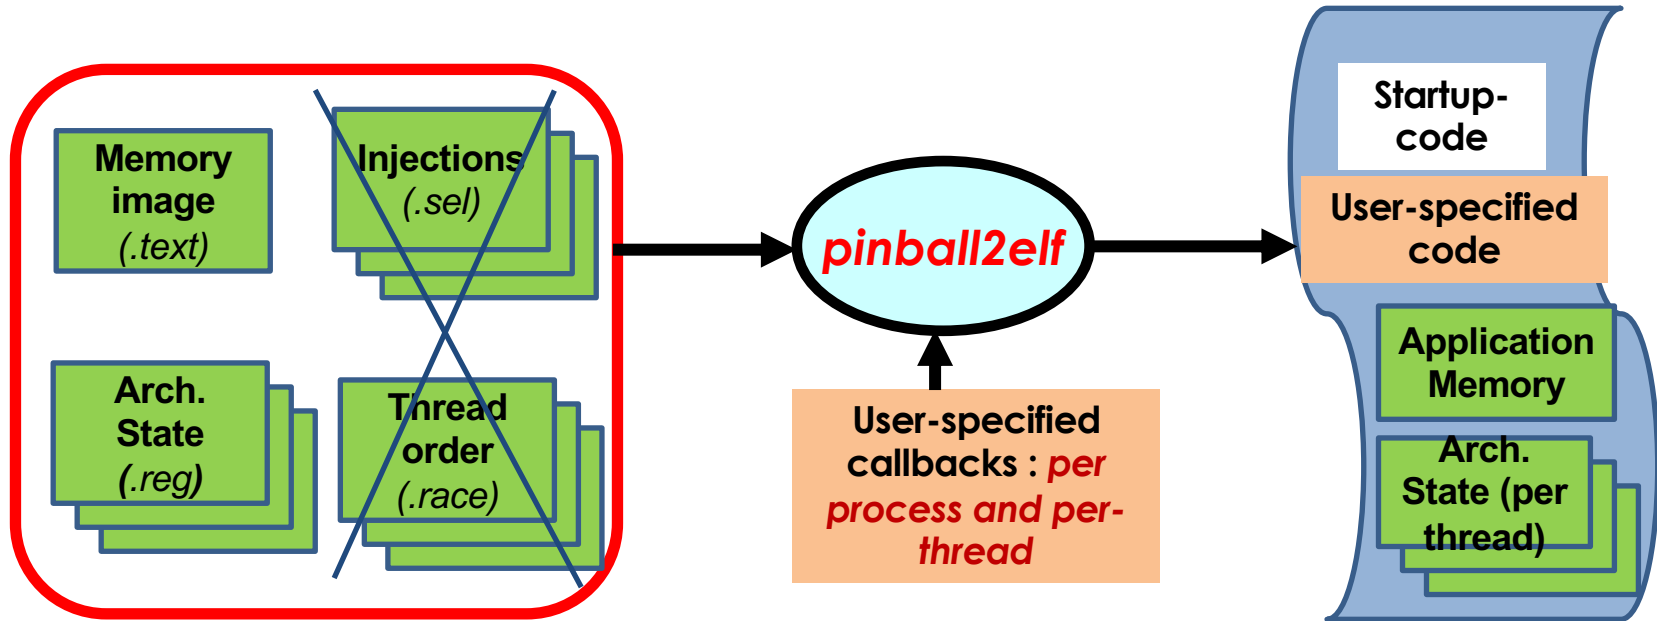 Memory
image
(.text)
Injections
(.sel)
Arch.
State
(.reg)
Thread
order
(.race)
pinball2elf
User-specified
callbacks : per
process and per-
thread
Startup-
code
User-specified
code
Application
Memory
Arch.
State (per
thread)